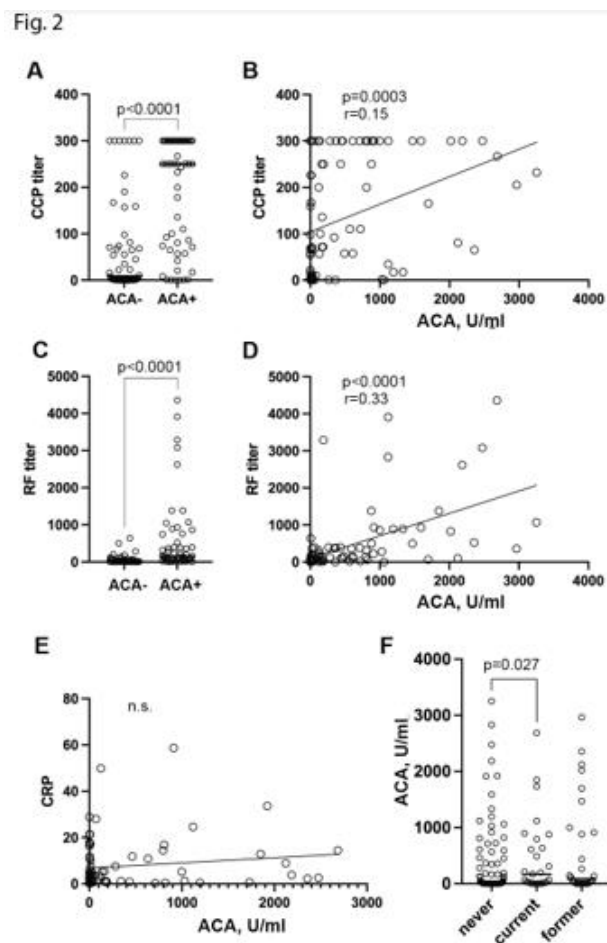 Fig. 2
A
p<0.0001
CCP titer
400
300
200
100
0
ACA-
ACA+
B
p=0.0003
r=0.15
CCP titer
400
300
200
100
0
0
1000
2000
3000
4000
ACA, U/ml
C
p<0.0001
RF titer
5000
4000
3000
2000
1000
0
ACA-
ACA+
D
p<0.0001
r=0.33
RF titer
5000
4000
3000
2000
1000
0
0
1000
2000
3000
4000
ACA, U/ml
E
n.s.
CRP
80
60
40
20
0
0
1000
2000
3000
ACA, U/ml
F
p=0.027
ACA, U/ml
4000
3000
2000
1000
0
never
current
former